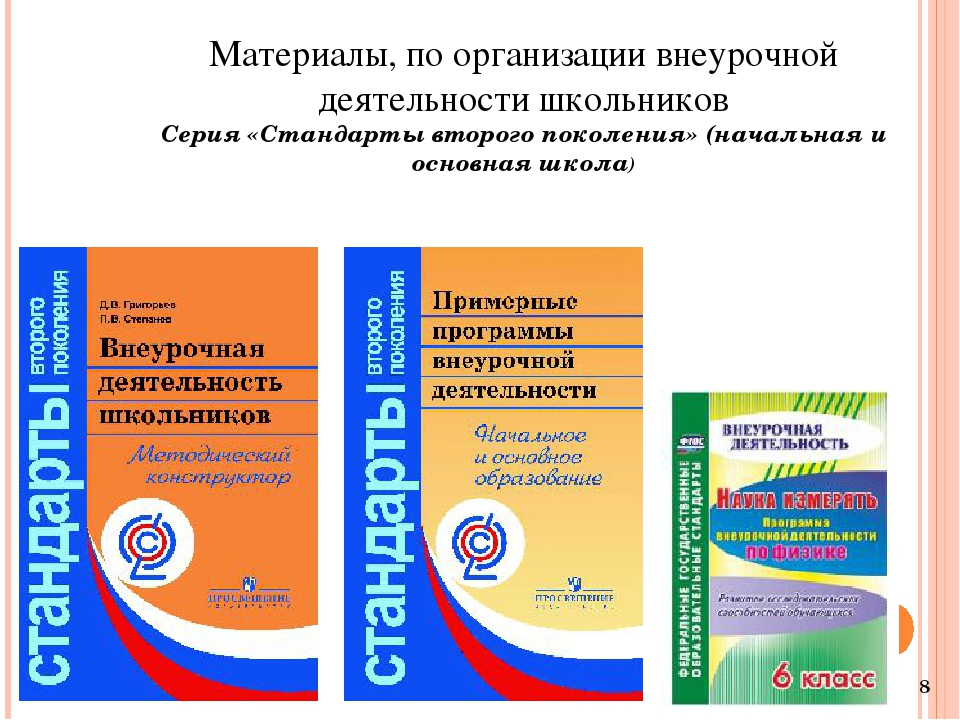 Материалы, по организации внеурочной
деятельности школьников
Серия «Стандарты второго поколения» (начальная и
основная школа)
стандарты
второго
поколения
Д.В. Григорьев
П.В. Степанов
Внеурочная
деятельность
школьников
Методический
конструктор
ПРОСВЕЩЕНИЕ
стандарты
второго
поколения
Примерные
программы
внеурочной
деятельности
Начальное
и основное
образование
ПРОСВЕЩЕНИЕ
ФГОС
ВНЕУРОЧНАЯ
ДЕЯТЕЛЬНОСТЬ
ФЕДЕРАЛЬНЫЕ ГОСУДАРСТВЕННЫЕ
ОБРАЗОВАТЕЛЬНЫЕ СТАНДАРТЫ
НАУКА ИЗМЕРЯТЬ
Программа
внеурочной деятельности
по физике
Развитие исследовательских
способностей обучающихся
6 класс
8